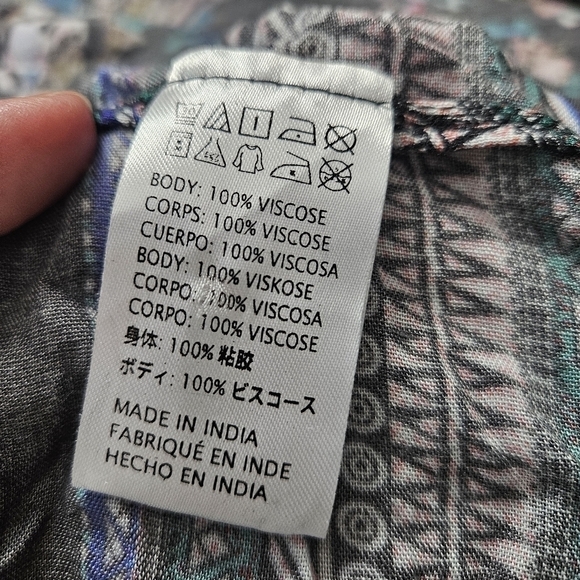 BODY: 100% VISCOSE
CORPS: 100% VISCOSE
CUERPO: 100% VISCOSA
BODY: 100% VISKOSE
CORPO: 100% VISCOSA
CORPO: 100% VISCOSE
身体: 100% 粘胶
ボディ: 100% ビスコース
MADE IN INDIA
FABRIQUÉ EN INDE
HECHO EN INDIA